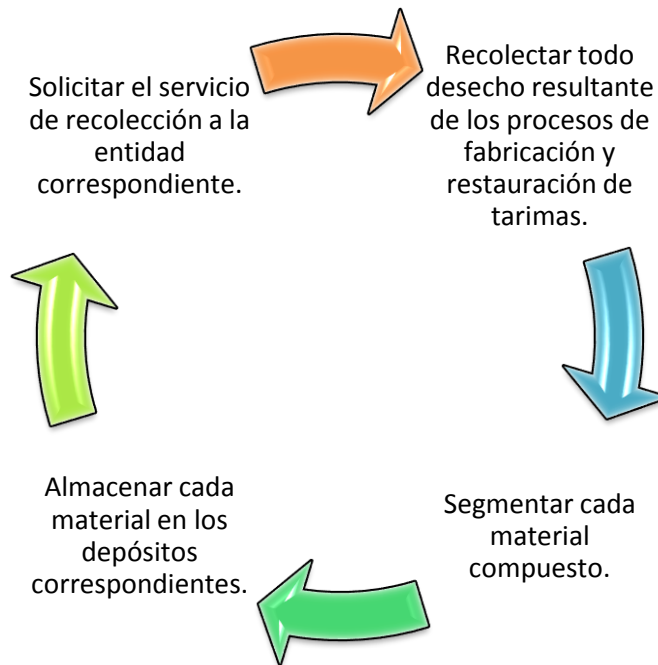 Solicitar el servicio
de recolección a la
entidad
correspondiente.
Recolectar todo
desecho resultante
de los procesos de
fabricación y
restauración de
tarimas.
Segmentar cada
material
compuesto.
Almacenar cada
material en los
depósitos
correspondientes.